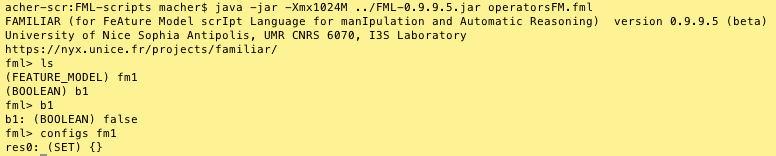 acher-scr:FML-scripts macher$ java -jar -Xmx1024M ../FML-0.9.9.5.jar operatorsFM.fml
FAMILIAR (for FeAture Model scrIpt Language for manIpulation and Automatic Reasoning)  version 0.9.9.5 (beta)
University of Nice Sophia Antipolis, UMR CNRS 6070, I3S Laboratory
https://nyx.unice.fr/projects/familiar/
fml> ls
(FEATURE_MODEL) fm1
(BOOLEAN) b1
fml> b1
b1: (BOOLEAN) false
fml> configs fm1
res0: (SET) {}